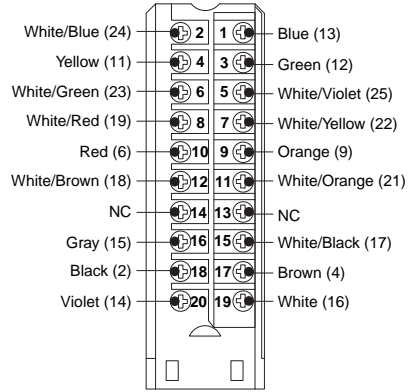 White/Blue (24) 2 1 Blue (13)
Yellow (11) 4 3 Green (12)
White/Green (23) 6 5 White/Violet (25)
White/Red (19) 8 7 White/Yellow (22)
Red (6) 10 9 Orange (9)
White/Brown (18) 12 11 White/Orange (21)
NC 14 13 NC
Gray (15) 16 15 White/Black (17)
Black (2) 18 17 Brown (4)
Violet (14) 20 19 White (16)